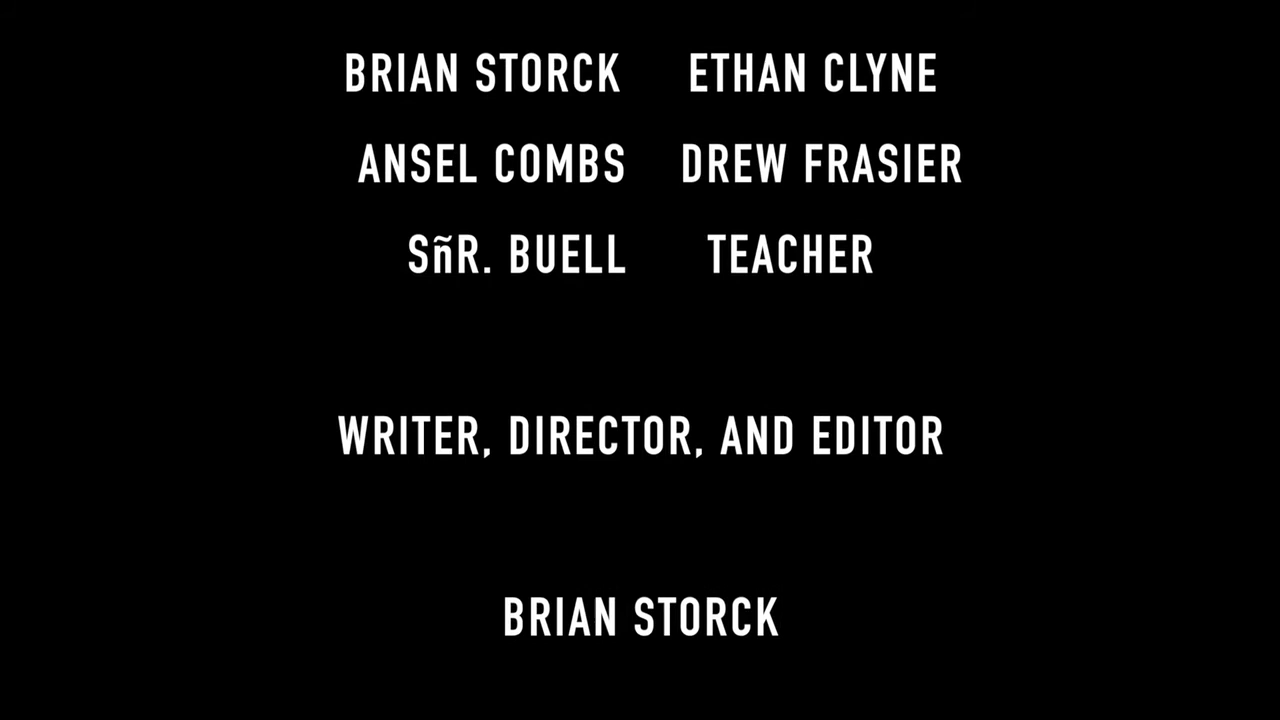 BRIAN STORCK ETHAN CLYNE
ANSEL COMBS DREW FRASIER
SñR. BUELL TEACHER
WRITER, DIRECTOR, AND EDITOR
BRIAN STORCK